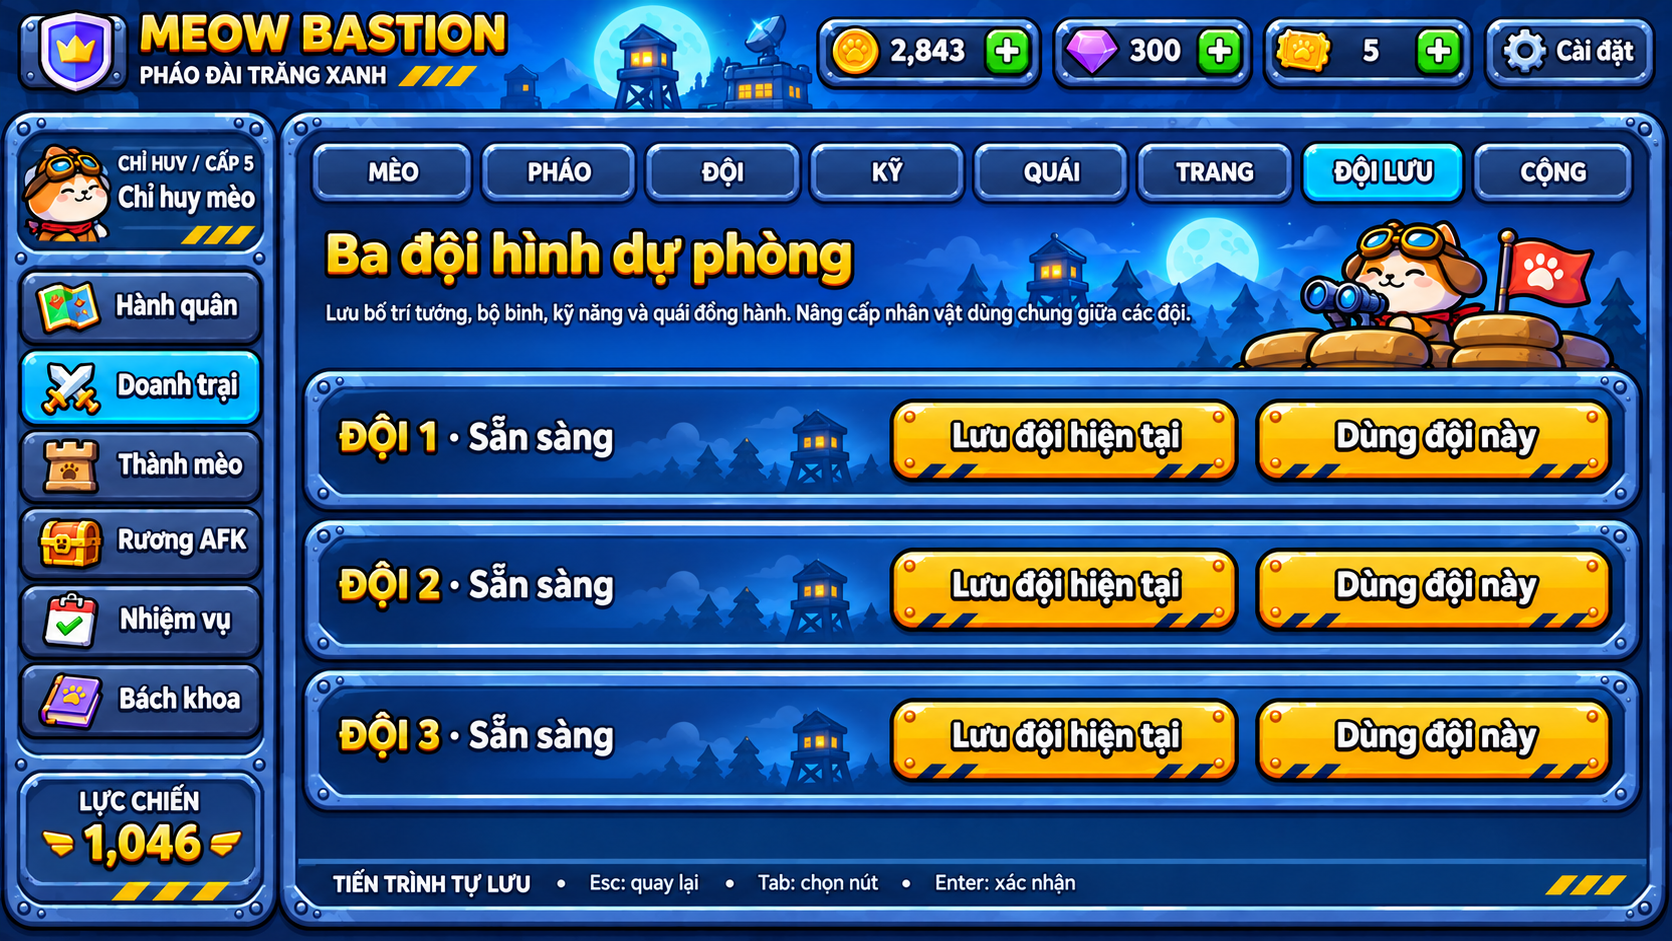 MEOW BASTION
PHÁO ĐÀI TRĂNG XANH
2,843
300
5
Cài đặt
CHỈ HUY / CẤP 5
Chỉ huy mèo
Hành quân
Doanh trại
Thành mèo
Rương AFK
Nhiệm vụ
Bách khoa
LỰC CHIẾN
1,046
MÈO
PHÁO
ĐỘI
KỸ
QUÁI
TRANG
ĐỘI LƯU
CỘNG
Ba đội hình dự phòng
Lưu bố trí tướng, bộ binh, kỹ năng và quái đồng hành. Nâng cấp nhân vật dùng chung giữa các đội.
ĐỘI 1 · Sẵn sàng
Lưu đội hiện tại
Dùng đội này
ĐỘI 2 · Sẵn sàng
Lưu đội hiện tại
Dùng đội này
ĐỘI 3 · Sẵn sàng
Lưu đội hiện tại
Dùng đội này
TIẾN TRÌNH TỰ LƯU • Esc: quay lại • Tab: chọn nút • Enter: xác nhận